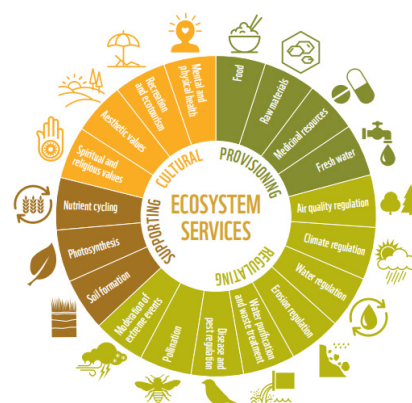 ECOSYSTEM
SERVICES
PROVISIONING
Food
Raw materials
Medicinal resources
Fresh water
REGULATING
Air quality regulation
Climate regulation
Water regulation
Erosion regulation
Water purification
and waste treatment
Disease and
pest regulation
Pollination
Moderation of
extreme events
SUPPORTING
Soil formation
Photosynthesis
Nutrient cycling
CULTURAL
Spiritual and
religious values
Aesthetic values
Recreation
and ecotourism
Mental and
physical health